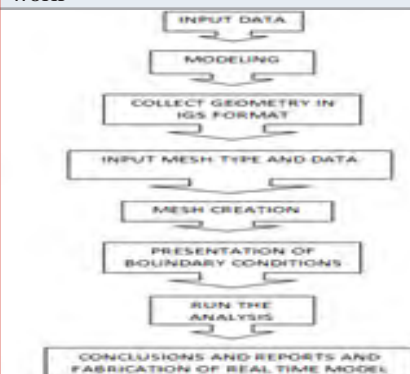 INPUT DATA
MODELING
COLLECT GEOMETRY IN
IGS FORMAT
INPUT MESH TYPE AND DATA
MESH CREATION
PRESENTATION OF
BOUNDARY CONDITIONS
RUN THE
ANALYSIS
CONCLUSIONS AND REPORTS AND
FABRICATION OF REAL TIME MODEL